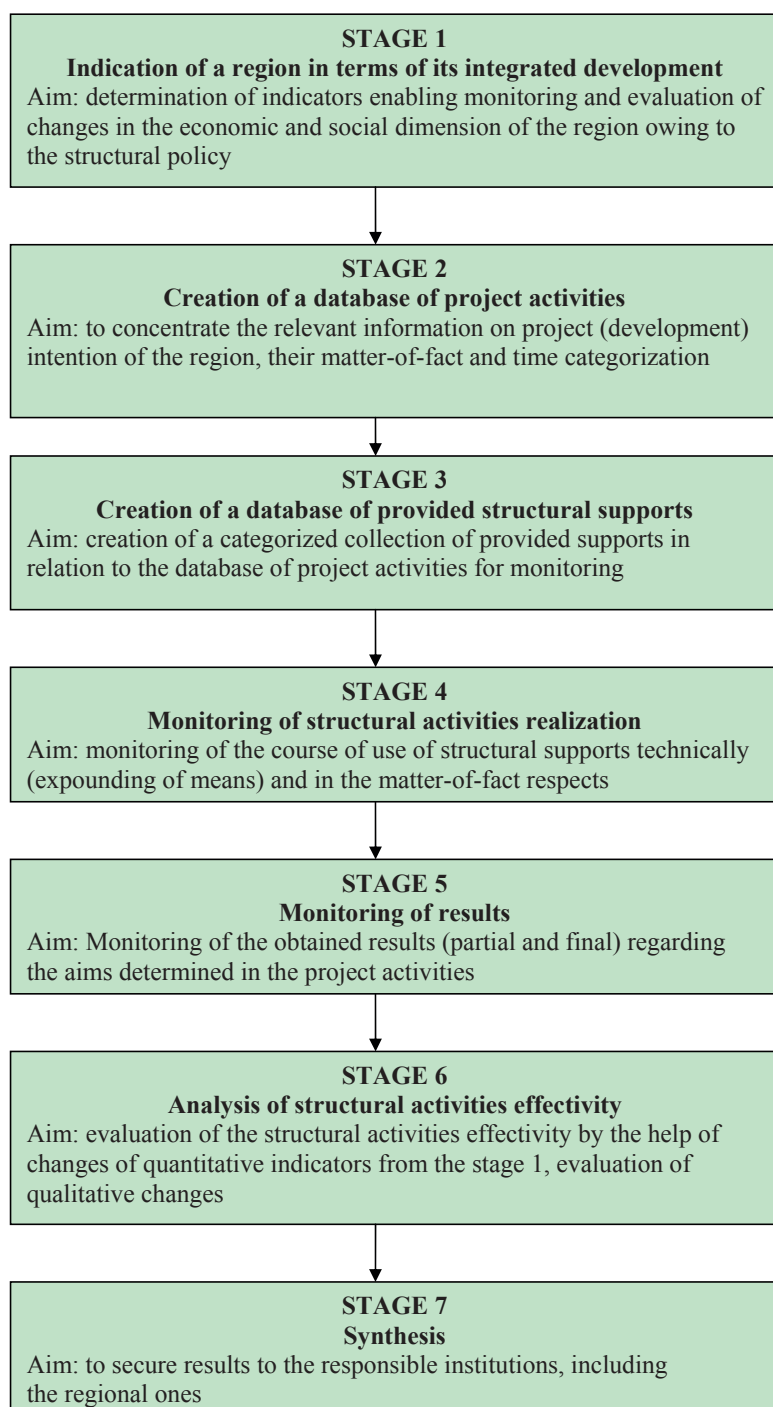 STAGE 1
Indication of a region in terms of its integrated development
Aim: determination of indicators enabling monitoring and evaluation of
changes in the economic and social dimension of the region owing to
the structural policy
STAGE 2
Creation of a database of project activities
Aim: to concentrate the relevant information on project (development)
intention of the region, their matter-of-fact and time categorization
STAGE 3
Creation of a database of provided structural supports
Aim: creation of a categorized collection of provided supports in
relation to the database of project activities for monitoring
STAGE 4
Monitoring of structural activities realization
Aim: monitoring of the course of use of structural supports technically
(expounding of means) and in the matter-of-fact respects
STAGE 5
Monitoring of results
Aim: Monitoring of the obtained results (partial and final) regarding
the aims determined in the project activities
STAGE 6
Analysis of structural activities effectivity
Aim: evaluation of the structural activities effectivity by the help of
changes of quantitative indicators from the stage 1, evaluation of
qualitative changes
STAGE 7
Synthesis
Aim: to secure results to the responsible institutions, including
the regional ones